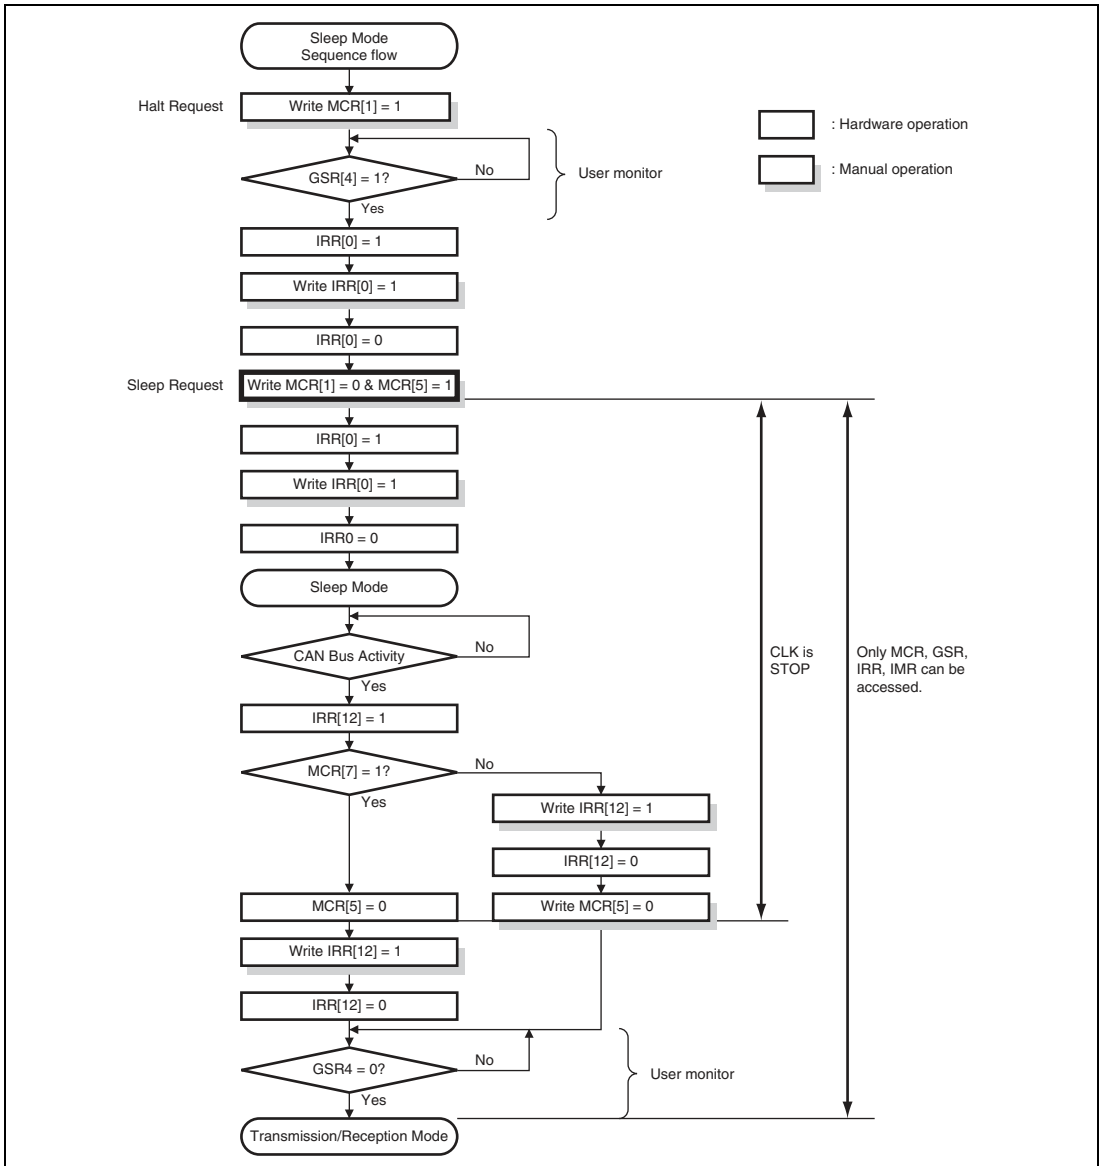 Sleep Mode
Sequence flow
Halt Request
Write MCR[1] = 1
: Hardware operation
GSR[4] = 1?
No
User monitor
: Manual operation
Yes
IRR[0] = 1
Write IRR[0] = 1
IRR[0] = 0
Sleep Request
Write MCR[1] = 0 & MCR[5] = 1
IRR[0] = 1
Write IRR[0] = 1
IRR0 = 0
Sleep Mode
CAN Bus Activity
No
Yes
CLK is
STOP
Only MCR, GSR,
IRR, IMR can be
accessed.
IRR[12] = 1
MCR[7] = 1?
No
Yes
Write IRR[12] = 1
IRR[12] = 0
MCR[5] = 0
Write MCR[5] = 0
Write IRR[12] = 1
IRR[12] = 0
GSR4 = 0?
No
User monitor
Yes
Transmission/Reception Mode